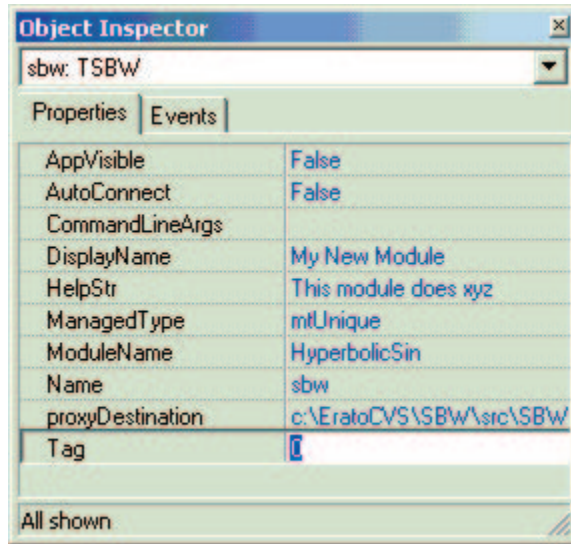 Object Inspector
sbw: TSBW
Properties Events
AppVisible False
AutoConnect False
CommandLineArgs
DisplayName My New Module
HelpStr This module does xyz
ManagedType mtUnique
ModuleName HyperbolicSin
Name sbw
proxyDestination c:\EratoCVS\SBW\src\SBW
Tag 0
All shown